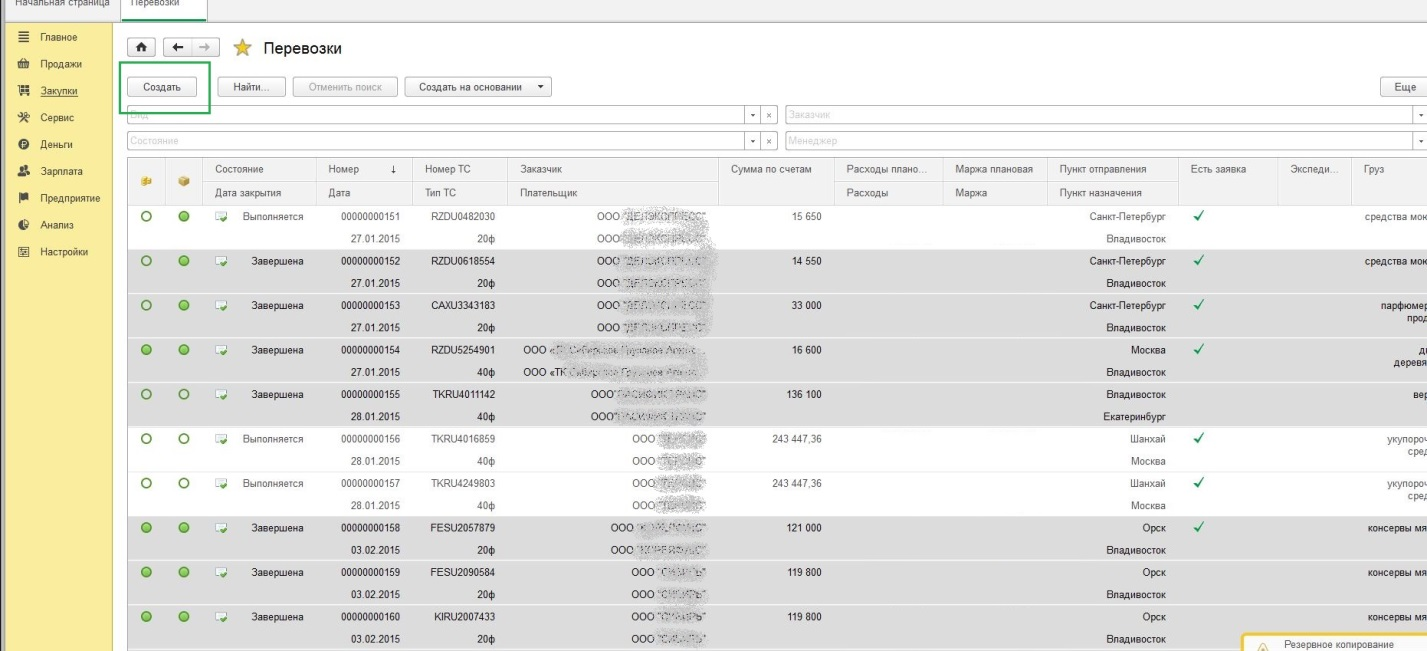 Начальная страница
Перевозки
Главное
Продажи
Закупки
Сервис
Деньги
Зарплата
Предприятие
Анализ
Настройки
Перевозки
Создать
Найти...
Отменить поиск
Создать на основании
Еще
Вид
Заказчик
Состояние
Менеджер
Состояние Номер ↓ Номер ТС Заказчик Сумма по счетам Расходы плано... Маржа плановая Пункт отправления Есть заявка Экспеди... Груз
Дата закрытия Дата Тип ТС Плательщик Расходы Маржа Пункт назначения
Выполняется 00000000151 RZDU0482030 ООО 15 650 Санкт-Петербург средства мою
27.01.2015 20ф ООО Владивосток
Завершена 00000000152 RZDU0618554 ООО 14 550 Санкт-Петербург средства мою
27.01.2015 20ф ООО Владивосток
Завершена 00000000153 CAXU3343183 ООО 33 000 Санкт-Петербург парфюмер
прод
27.01.2015 20ф ООО Владивосток
Завершена 00000000154 RZDU5254901 ООО 16 600 Москва
деревя
27.01.2015 40ф ООО «ТК Владивосток
Завершена 00000000155 TKRU4011142 ООО 136 100 Владивосток вер
28.01.2015 40ф ООО Екатеринбург
Выполняется 00000000156 TKRU4016859 ООО 243 447,36 Шанхай укупороч
сред
28.01.2015 40ф ООО Москва
Выполняется 00000000157 TKRU4249803 ООО 243 447,36 Шанхай укупороч
сред
28.01.2015 40ф ООО Москва
Завершена 00000000158 FESU2057879 ООО 121 000 Орск консервы мя
03.02.2015 20ф ООО Владивосток
Завершена 00000000159 FESU2090584 ООО 119 800 Орск консервы мя
03.02.2015 20ф ООО Владивосток
Завершена 00000000160 KIRU2007433 ООО 119 800 Орск консервы мя
03.02.2015 20ф ООО Владивосток
Резервное копирование